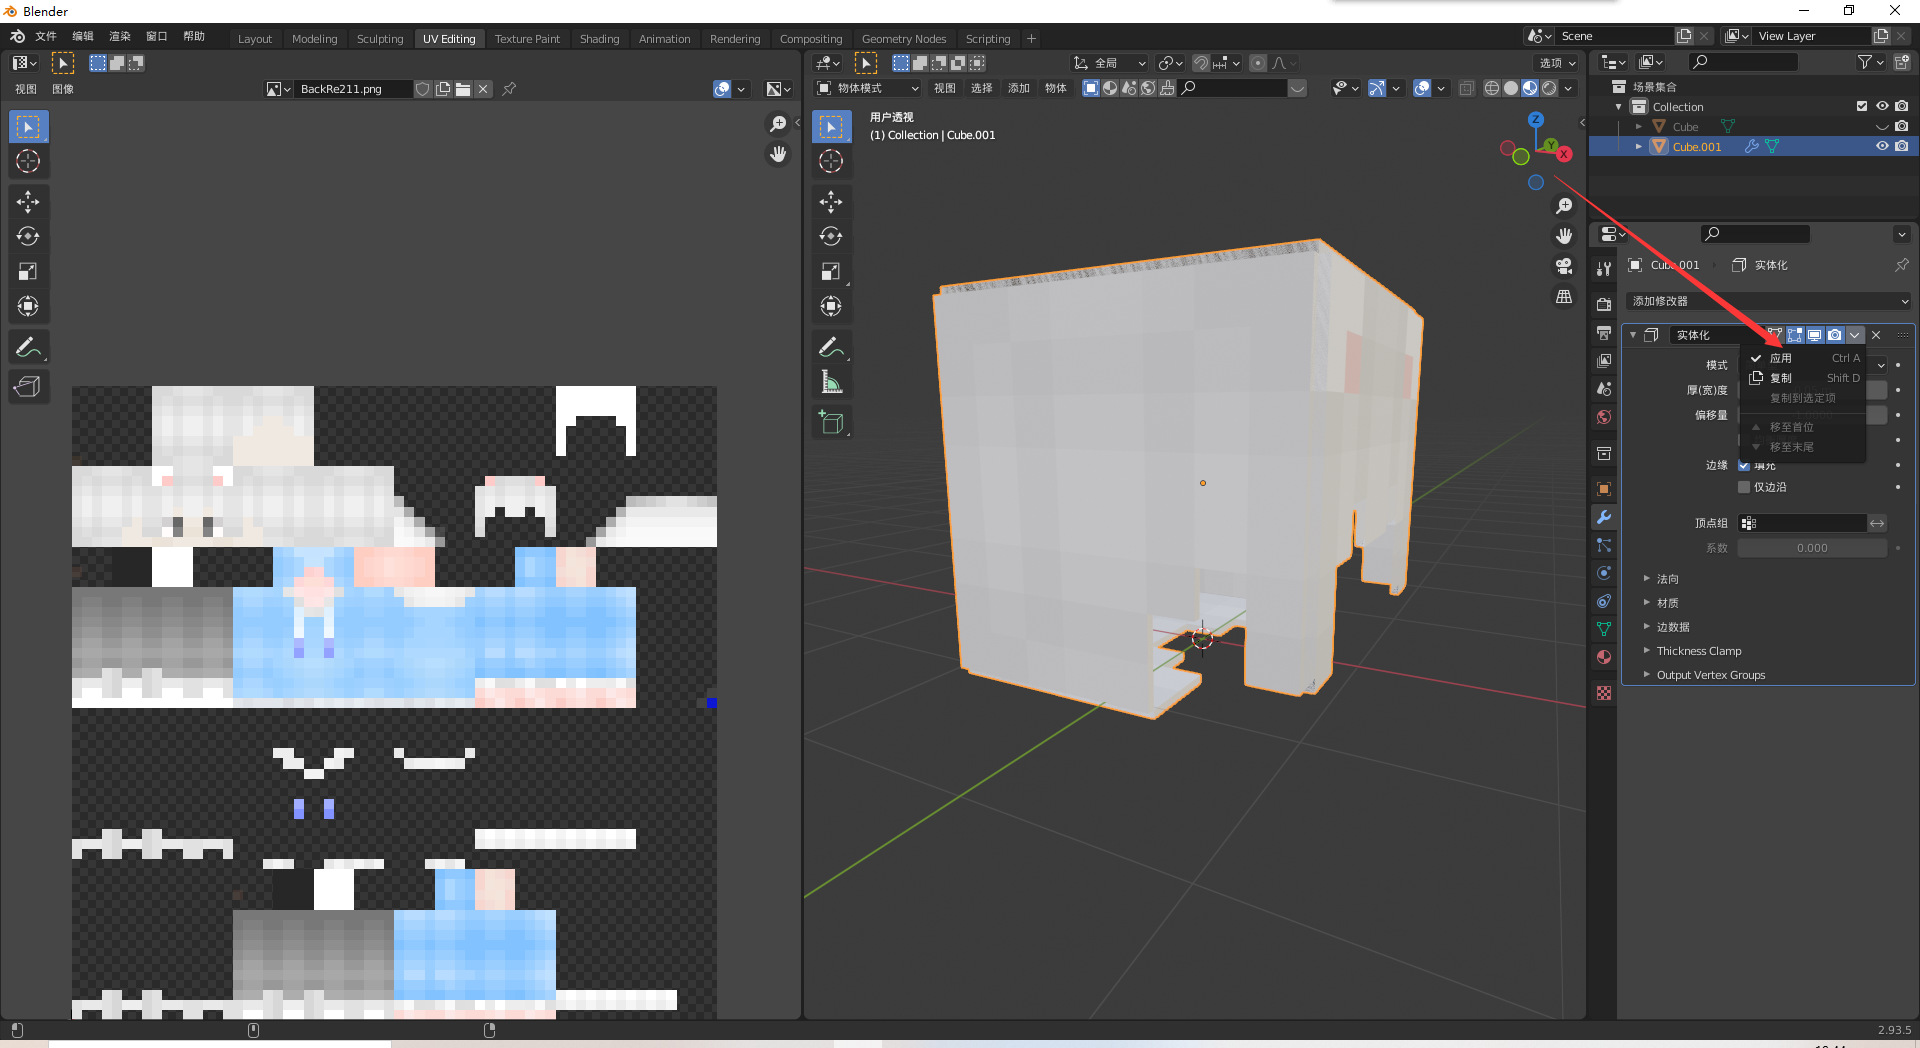 Blender
文件 编辑 渲染 窗口 帮助 Layout Modeling Sculpting UV Editing Texture Paint Shading Animation Rendering Compositing Geometry Nodes Scripting + Scene View Layer
全局 选项
视图 图像 BackRe211.png 物体模式 视图 选择 添加 物体
场景集合
Collection
Cube
Cube.001
用户透视
(1) Collection | Cube.001
Z
Y
X
Cube.001 实体化
添加修改器
实体化
应用 Ctrl A
复制 Shift D
复制到选定项
移至首位
移至末尾
模式
厚(宽)度
偏移量
边缘 填充
仅边沿
顶点组
系数 0.000
法向
材质
边数据
Thickness Clamp
Output Vertex Groups
2.93.5